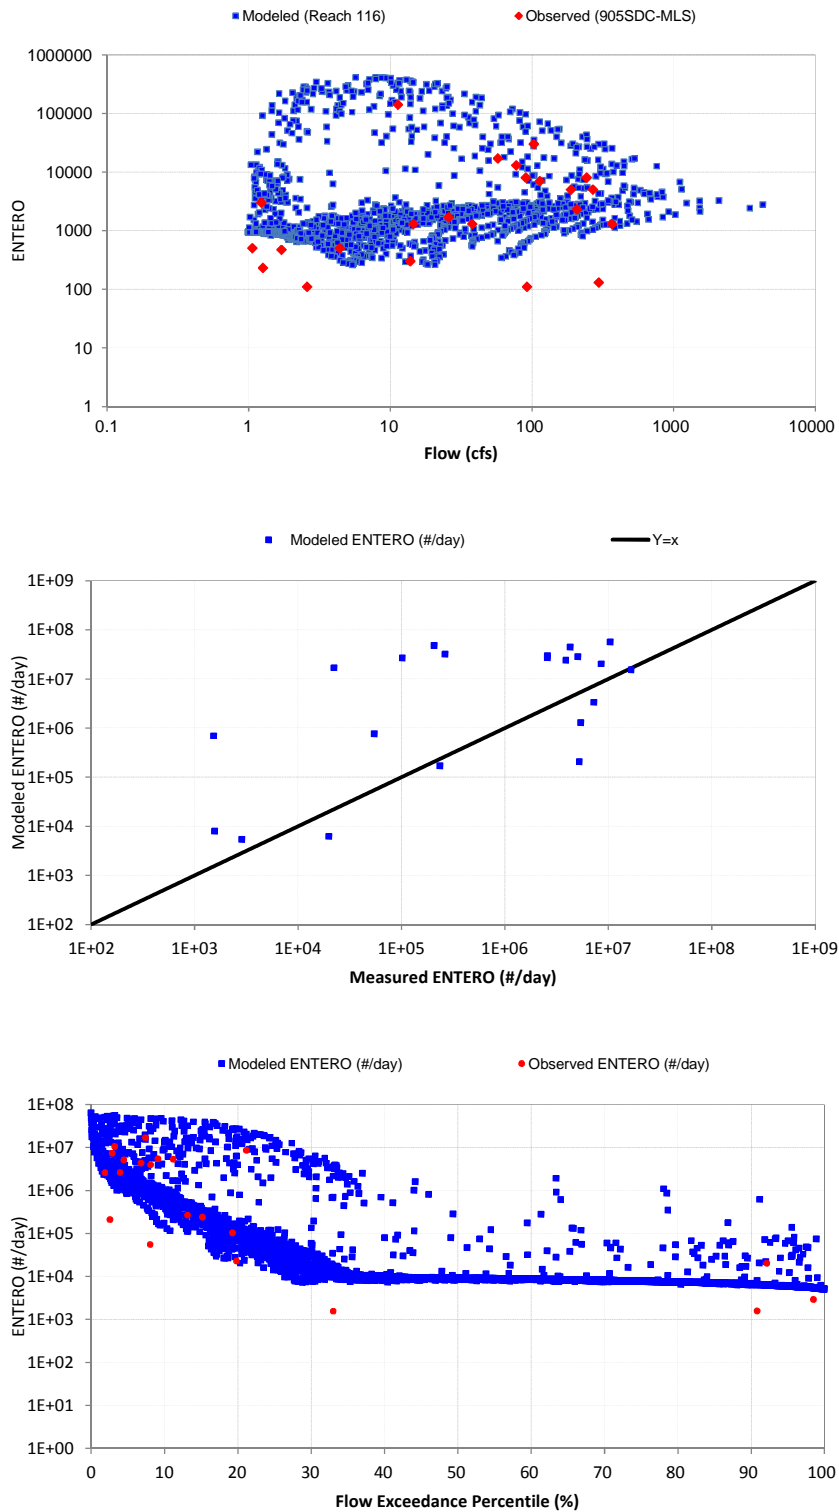 Modeled (Reach 116) Observed (905SDC-MLS)
1000000
100000
10000
1000
100
10
1
ENTERO
0.1 1 10 100 1000 10000
Flow (cfs)
Modeled ENTERO (#/day) Y=x
1E+09
1E+08
1E+07
1E+06
1E+05
1E+04
1E+03
1E+02
Modeled ENTERO (#/day)
1E+02 1E+03 1E+04 1E+05 1E+06 1E+07 1E+08 1E+09
Measured ENTERO (#/day)
Modeled ENTERO (#/day) Observed ENTERO (#/day)
1E+08
1E+07
1E+06
1E+05
1E+04
1E+03
1E+02
1E+01
1E+00
ENTERO (#/day)
0 10 20 30 40 50 60 70 80 90 100
Flow Exceedance Percentile (%)